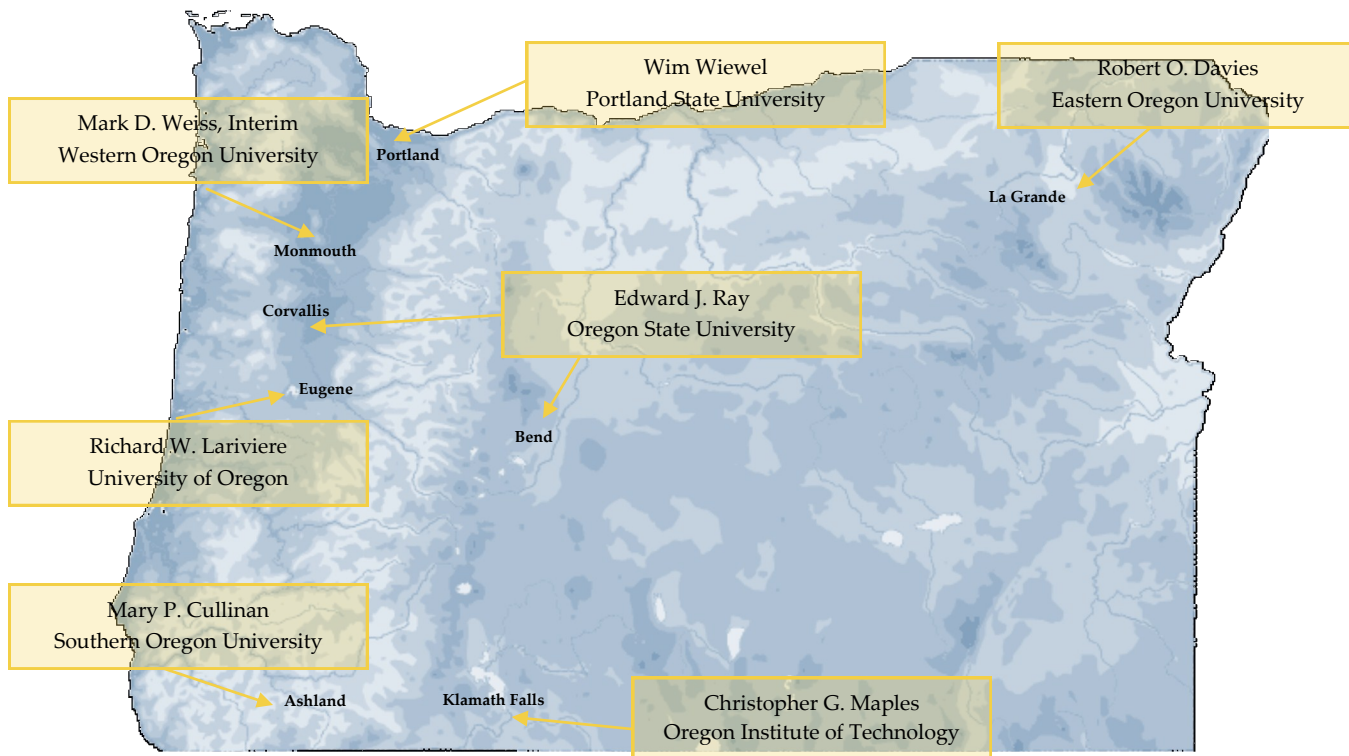 Wim Wiewel
Portland State University
Robert O. Davies
Eastern Oregon University
Mark D. Weiss, Interim
Western Oregon University
Portland
La Grande
Monmouth
Edward J. Ray
Oregon State University
Corvallis
Eugene
Bend
Richard W. Lariviere
University of Oregon
Mary P. Cullinan
Southern Oregon University
Ashland
Klamath Falls
Christopher G. Maples
Oregon Institute of Technology